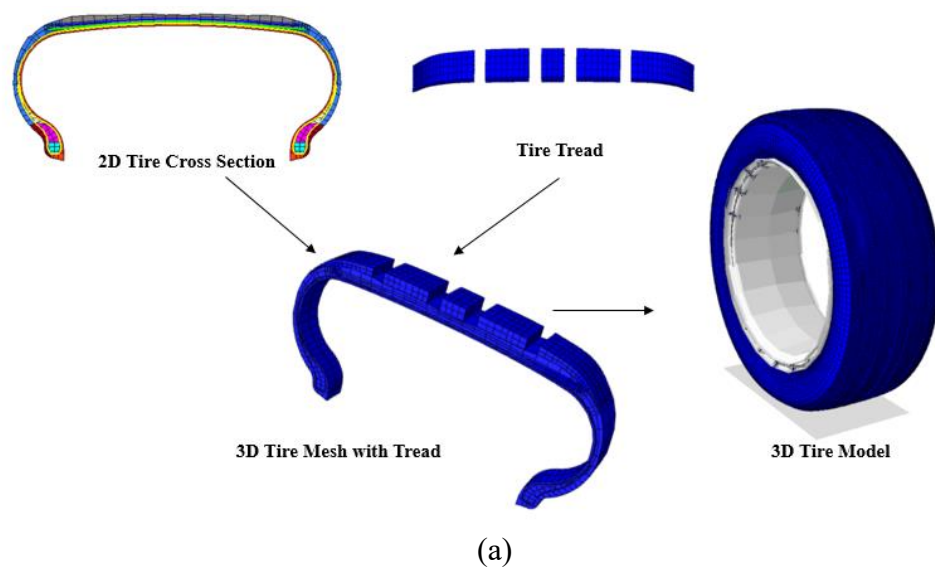 2D Tire Cross Section
Tire Tread
3D Tire Mesh with Tread
3D Tire Model
(a)